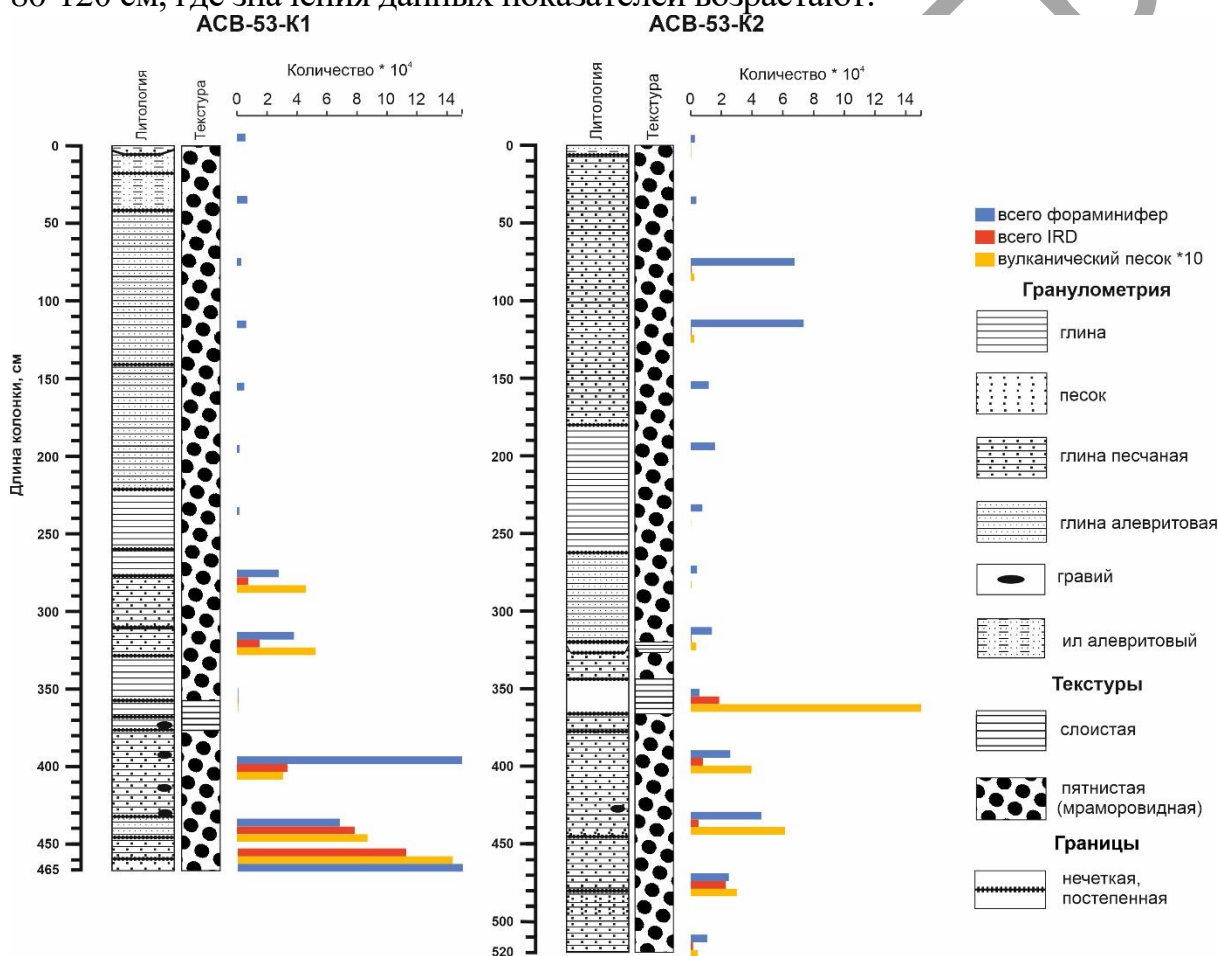 80-120 см, где значения данных показателей возрастают.
АСВ-53-К1
АСВ-53-К2
Литология
Текстура
Количество * 10⁴
0 2 4 6 8 10 12 14
Литология
Текстура
Количество * 10⁴
0 2 4 6 8 10 12 14
Длина колонки, см
0
50
100
150
200
250
300
350
400
450
465
0
50
100
150
200
250
300
350
400
450
500
520
всего фораминифер
всего IRD
вулканический песок *10
Гранулометрия
глина
песок
глина песчаная
глина алевритовая
гравий
ил алевритовый
Текстуры
слоистая
пятнистая
(мраморовидная)
Границы
нечеткая,
постепенная